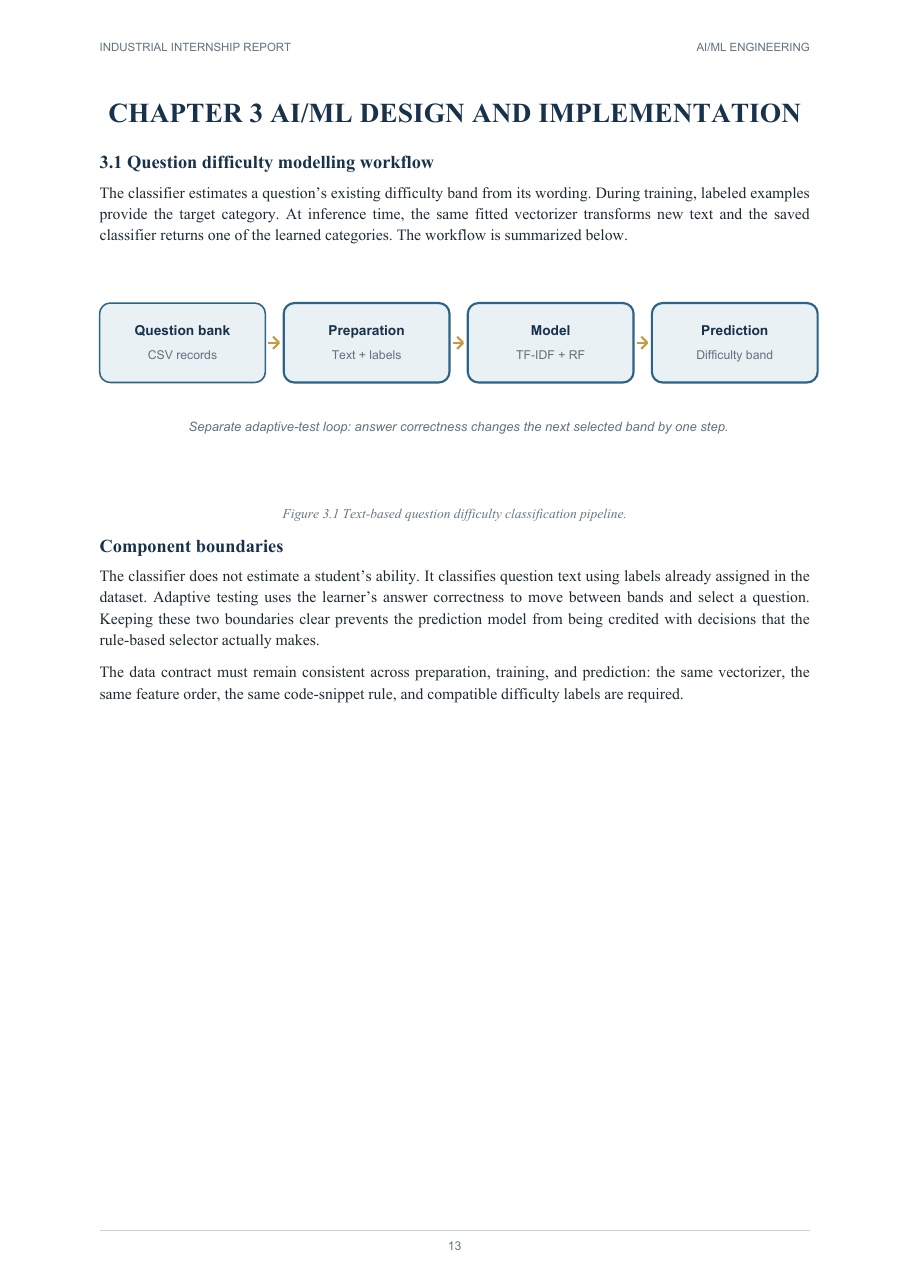 INDUSTRIAL INTERNSHIP REPORT
AI/ML ENGINEERING
CHAPTER 3 AI/ML DESIGN AND IMPLEMENTATION
3.1 Question difficulty modelling workflow
The classifier estimates a question’s existing difficulty band from its wording. During training, labeled examples
provide the target category. At inference time, the same fitted vectorizer transforms new text and the saved
classifier returns one of the learned categories. The workflow is summarized below.
Question bank
CSV records
Preparation
Text + labels
Model
TF-IDF + RF
Prediction
Difficulty band
Separate adaptive-test loop: answer correctness changes the next selected band by one step.
Figure 3.1 Text-based question difficulty classification pipeline.
Component boundaries
The classifier does not estimate a student’s ability. It classifies question text using labels already assigned in the
dataset. Adaptive testing uses the learner’s answer correctness to move between bands and select a question.
Keeping these two boundaries clear prevents the prediction model from being credited with decisions that the
rule-based selector actually makes.
The data contract must remain consistent across preparation, training, and prediction: the same vectorizer, the
same feature order, the same code-snippet rule, and compatible difficulty labels are required.
13